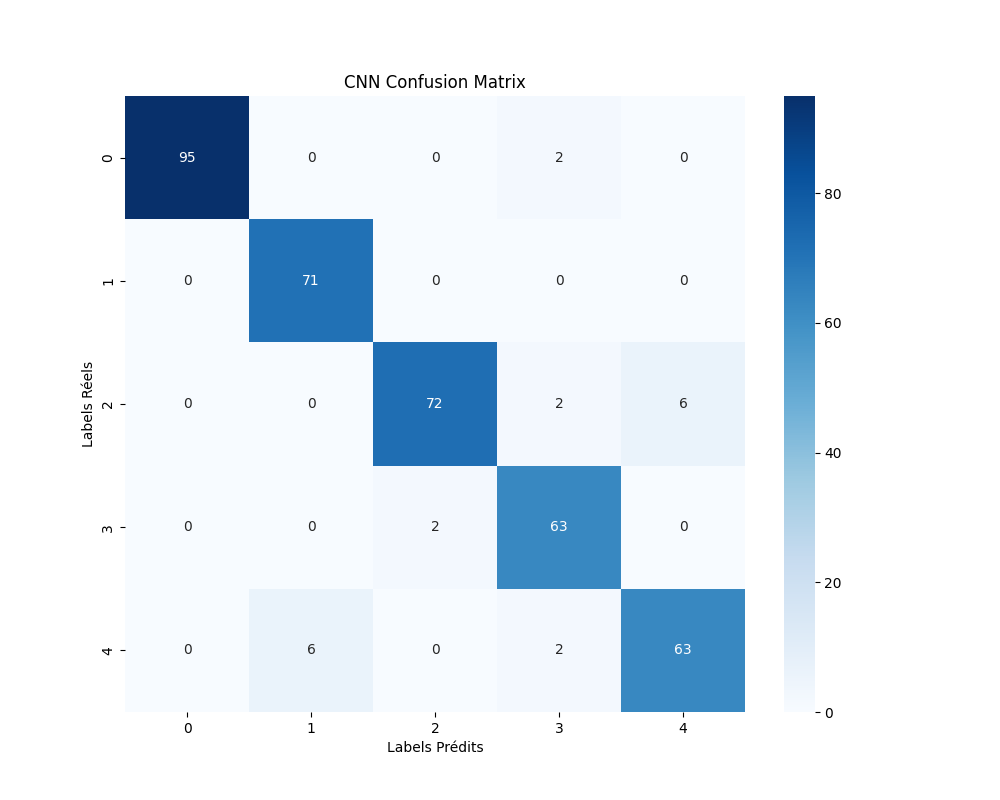 CNN Confusion Matrix
0 95 0 0 2 0
1 0 71 0 0 0
2 0 0 72 2 6
3 0 0 2 63 0
4 0 6 0 2 63
0 1 2 3 4
Labels Prédits
Labels Réels
80
60
40
20
0